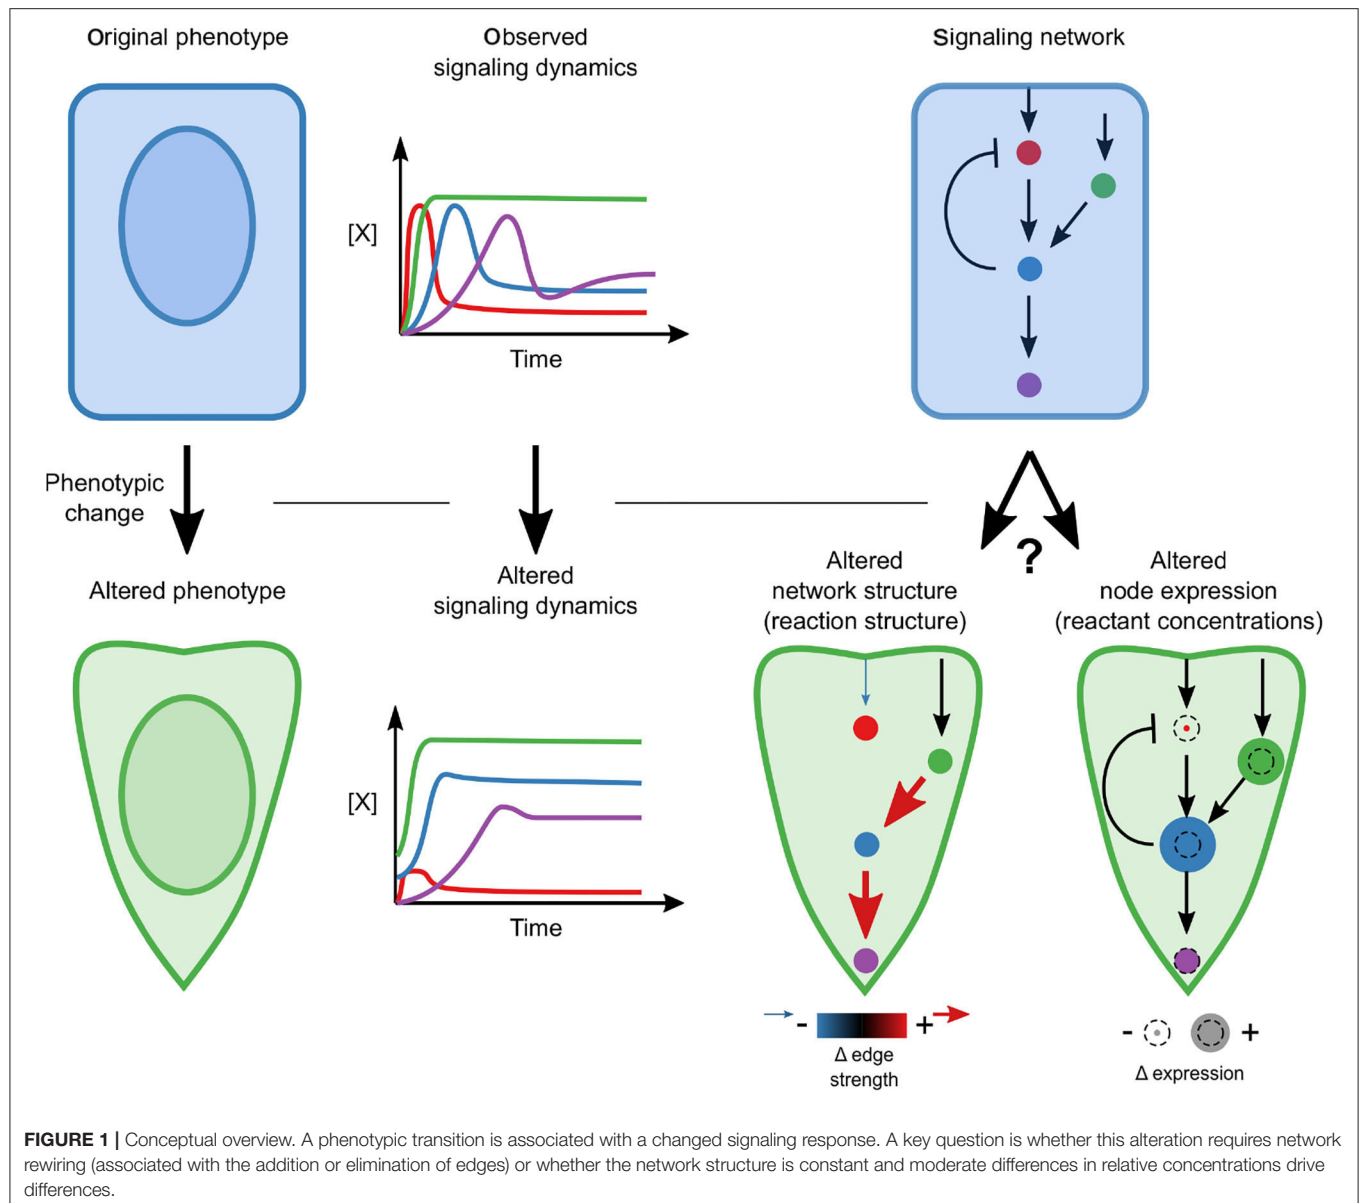 Original phenotype
Observed
signaling dynamics
Signaling network
[X]
Time
Phenotypic
change
?
Altered phenotype
Altered
signaling dynamics
Altered
network structure
(reaction structure)
Altered
node expression
(reactant concentrations)
[X]
Time
- +
Δ edge
strength
- +
Δ expression
FIGURE 1 | Conceptual overview. A phenotypic transition is associated with a changed signaling response. A key question is whether this alteration requires network
rewiring (associated with the addition or elimination of edges) or whether the network structure is constant and moderate differences in relative concentrations drive
differences.